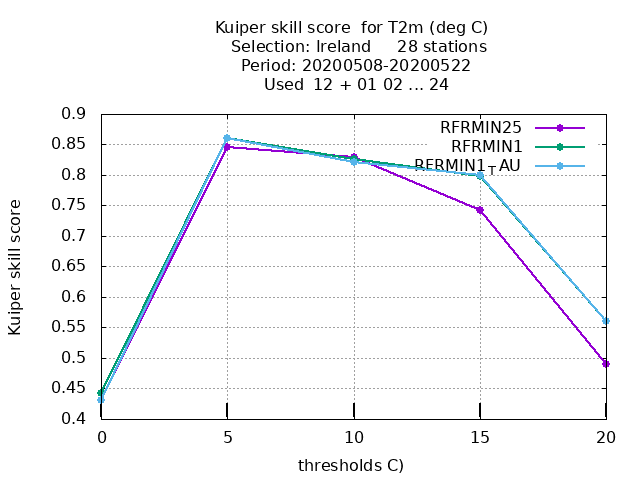 Kuiper skill score  for T2m (deg C)
Selection: Ireland     28 stations
Period: 20200508-20200522
Used  12 + 01 02 ... 24
RFRMIN25
RFRMIN1
RFRMIN1_TAU
Kuiper skill score
0.9
0.85
0.8
0.75
0.7
0.65
0.6
0.55
0.5
0.45
0.4
0 5 10 15 20
thresholds C)